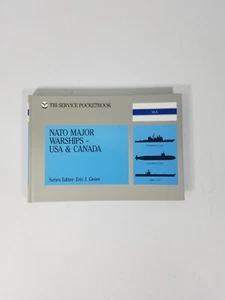 TRI-SERVICE POCKETBOOK
NATO MAJOR
WARSHIPS -
USA & CANADA
Series Editor: Eric J. Grove